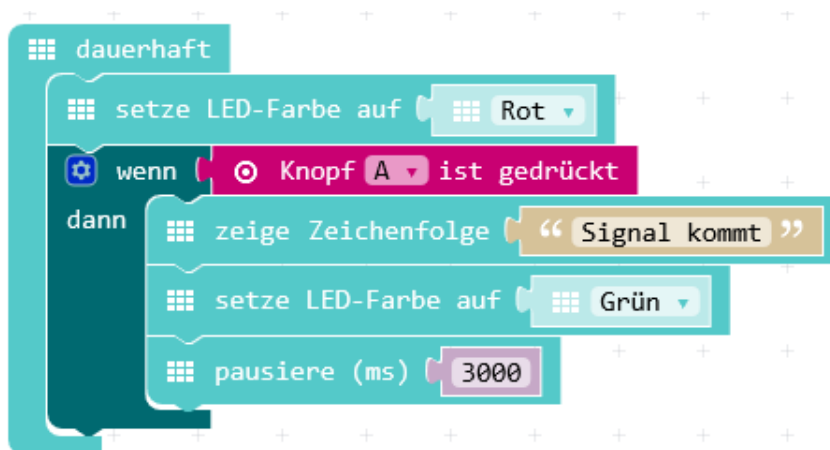 dauerhaft
setze LED-Farbe auf Rot
wenn Knopf A ist gedrückt
dann
zeige Zeichenfolge “ Signal kommt ”
setze LED-Farbe auf Grün
pausiere (ms) 3000